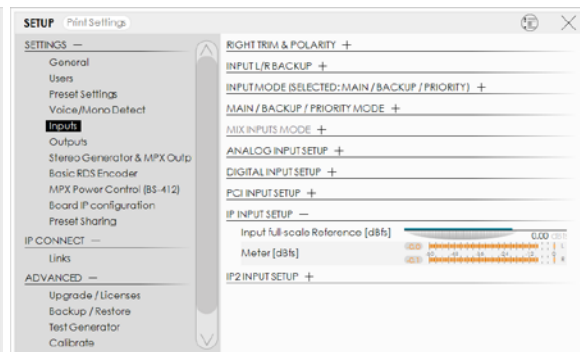 SETUP Print Settings
SETTINGS —
General
Users
Preset Settings
Voice/Mono Detect
Inputs
Outputs
Stereo Generator & MPX Outp
Basic RDS Encoder
MPX Power Control (BS-412)
Board IP configuration
Preset Sharing
IP CONNECT —
Links
ADVANCED —
Upgrade / Licenses
Backup / Restore
Test Generator
Calibrate
RIGHT TRIM & POLARITY +
INPUT L/R BACKUP +
INPUT MODE (SELECTED: MAIN / BACKUP / PRIORITY) +
MAIN / BACKUP / PRIORITY MODE +
MIX INPUTS MODE +
ANALOG INPUT SETUP +
DIGITAL INPUT SETUP +
PCI INPUT SETUP +
IP INPUT SETUP —
Input full-scale Reference [dBfs] 0.00
Meter [dBfs]
IP2 INPUT SETUP +